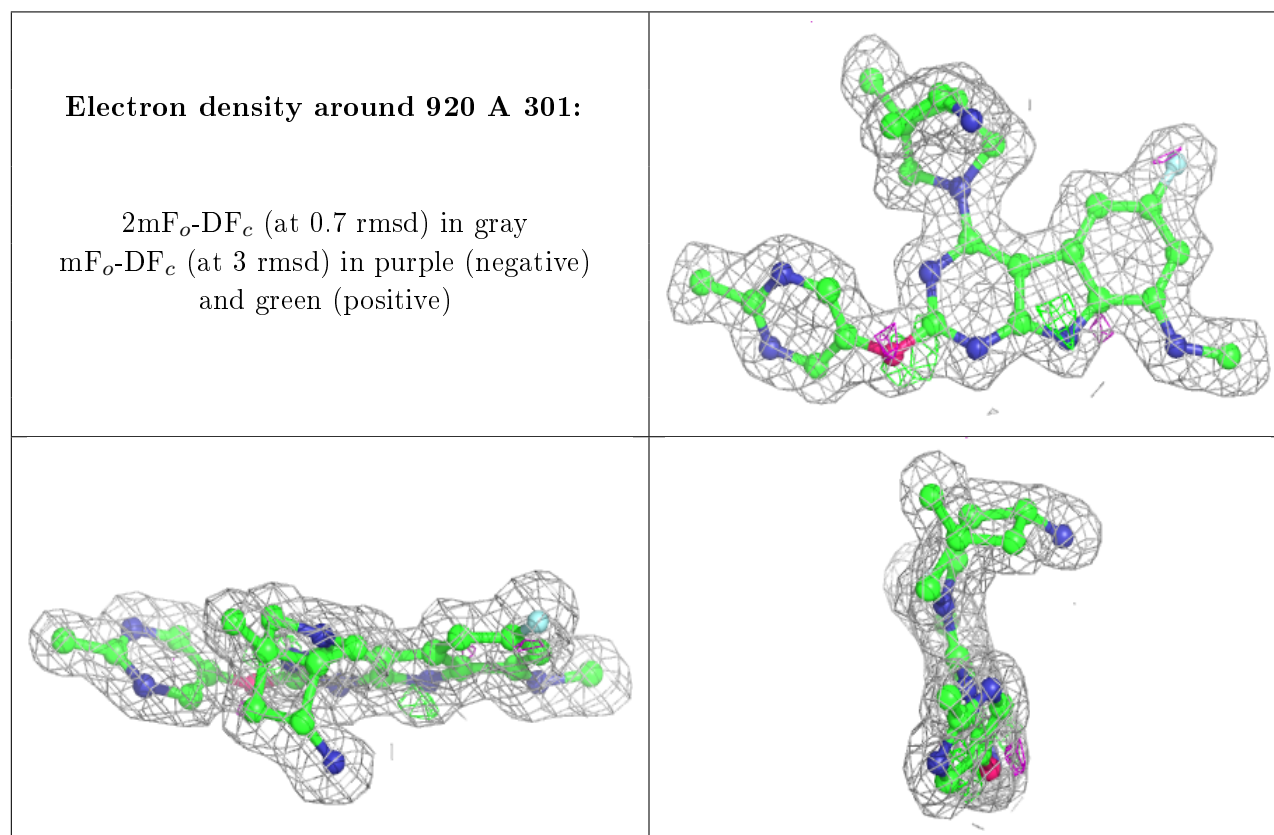 Electron density around 920 A 301:
2mFo-DFc (at 0.7 rmsd) in gray
mFo-DFc (at 3 rmsd) in purple (negative)
and green (positive)